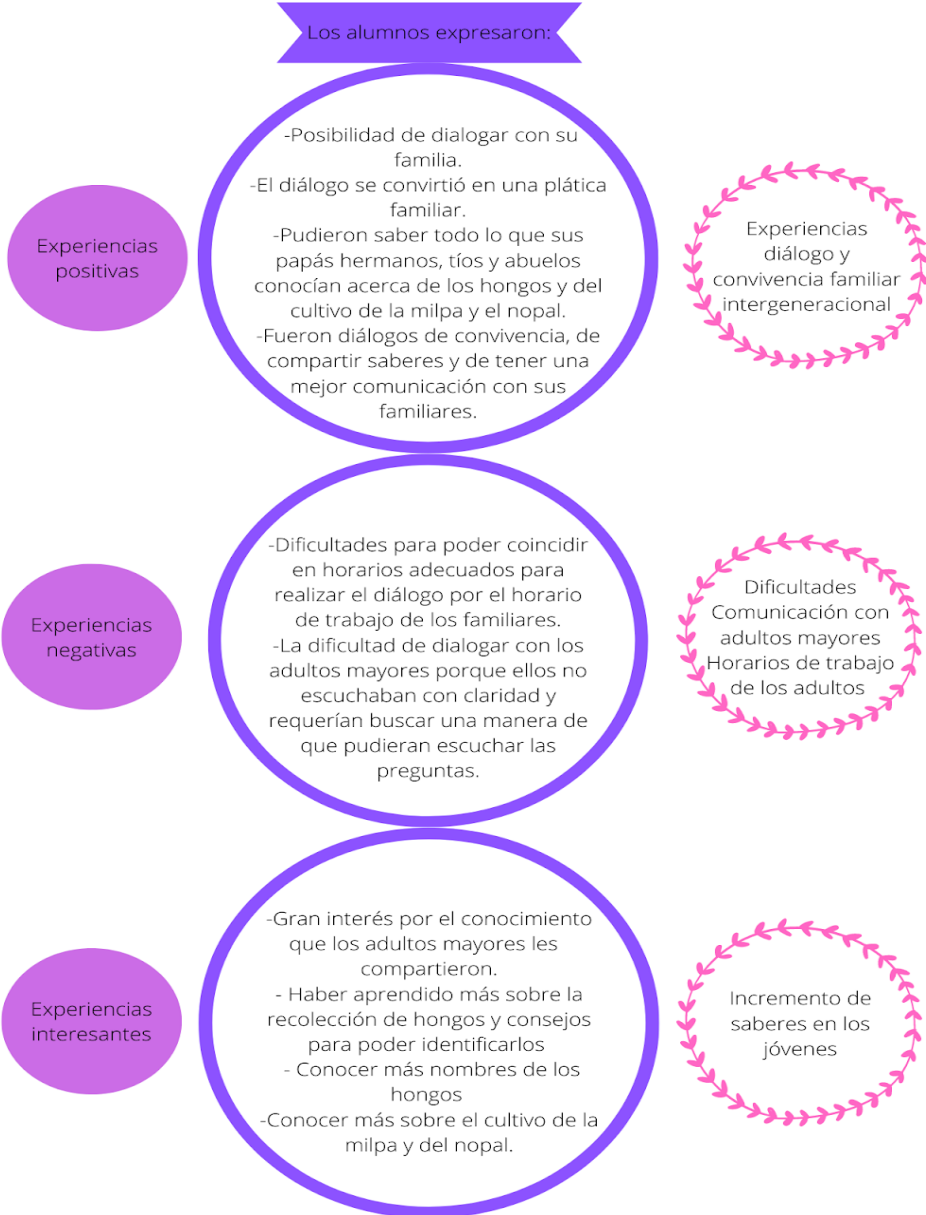 Los alumnos expresaron:
Experiencias
positivas
-Posibilidad de dialogar con su
familia.
-El diálogo se convirtió en una plática
familiar.
-Pudieron saber todo lo que sus
papás hermanos, tíos y abuelos
conocían acerca de los hongos y del
cultivo de la milpa y el nopal.
-Fueron diálogos de convivencia, de
compartir saberes y de tener una
mejor comunicación con sus
familiares.
Experiencias
diálogo y
convivencia familiar
intergeneracional
Experiencias
negativas
-Dificultades para poder coincidir
en horarios adecuados para
realizar el diálogo por el horario
de trabajo de los familiares.
-La dificultad de dialogar con los
adultos mayores porque ellos no
escuchaban con claridad y
requerían buscar una manera de
que pudieran escuchar las
preguntas.
Dificultades
Comunicación con
adultos mayores
Horarios de trabajo
de los adultos
Experiencias
interesantes
-Gran interés por el conocimiento
que los adultos mayores les
compartieron.
- Haber aprendido más sobre la
recolección de hongos y consejos
para poder identificarlos
- Conocer más nombres de los
hongos
-Conocer más sobre el cultivo de la
milpa y del nopal.
Incremento de
saberes en los
jóvenes